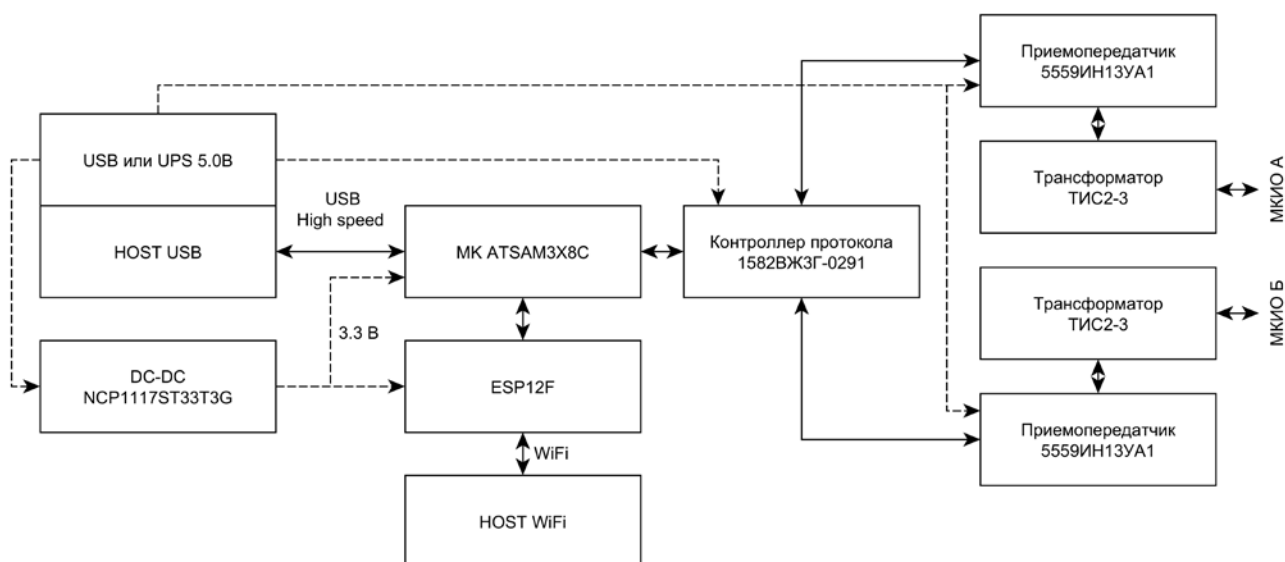 Приемопередатчик
5559ИН13УА1
USB или UPS 5.0В
Трансформатор
ТИС2-3
МКИО А
USB
High speed
HOST USB
МК ATSAM3X8C
Контроллер протокола
1582ВЖ3Г-0291
Трансформатор
ТИС2-3
МКИО Б
3.3 В
DC-DC
NCP1117ST33T3G
ESP12F
Приемопередатчик
5559ИН13УА1
WiFi
HOST WiFi